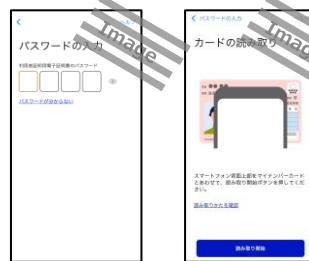 ヘルプ
パスワードの入力
利用者証明用電子証明書のパスワード
パスワードが分からない
Image
パスワードの入力
カードの読み取り
Image
スマートフォン背面上部をマイナンバーカード
とあわせて、読み取り開始ボタンを押してくだ
さい。
読み取りかたを確認
読み取り開始